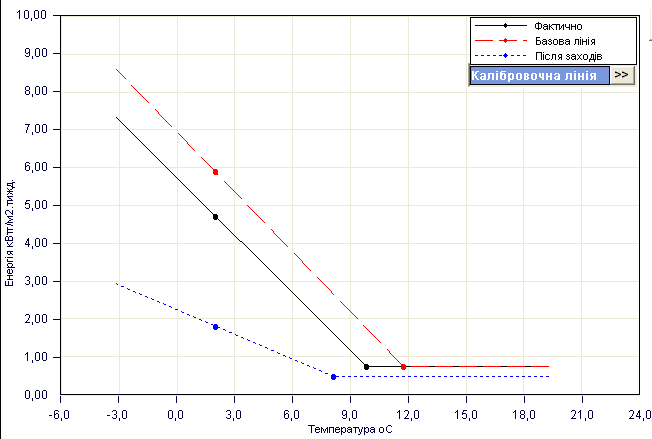 10,00
9,00
8,00
7,00
6,00
5,00
4,00
3,00
2,00
1,00
0,00
Енергія кВтг/м2.тижд.
Фактично
Базова лінія
Після заходів
Калібровочна лінія >>
-6,0 -3,0 0,0 3,0 6,0 9,0 12,0 15,0 18,0 21,0 24,0
Температура оС